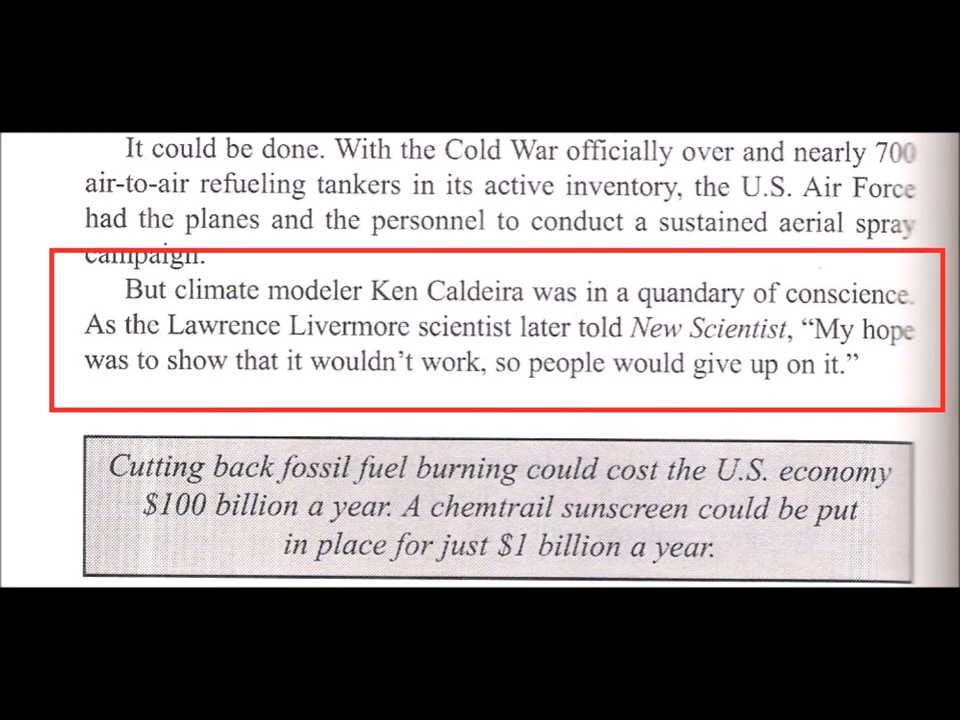 It could be done. With the Cold War officially over and nearly 700
air-to-air refueling tankers in its active inventory, the U.S. Air Force
had the planes and the personnel to conduct a sustained aerial spray
campaign.
But climate modeler Ken Caldeira was in a quandary of conscience.
As the Lawrence Livermore scientist later told New Scientist, “My hope
was to show that it wouldn’t work, so people would give up on it.”
Cutting back fossil fuel burning could cost the U.S. economy
$100 billion a year. A chemtrail sunscreen could be put
in place for just $1 billion a year.